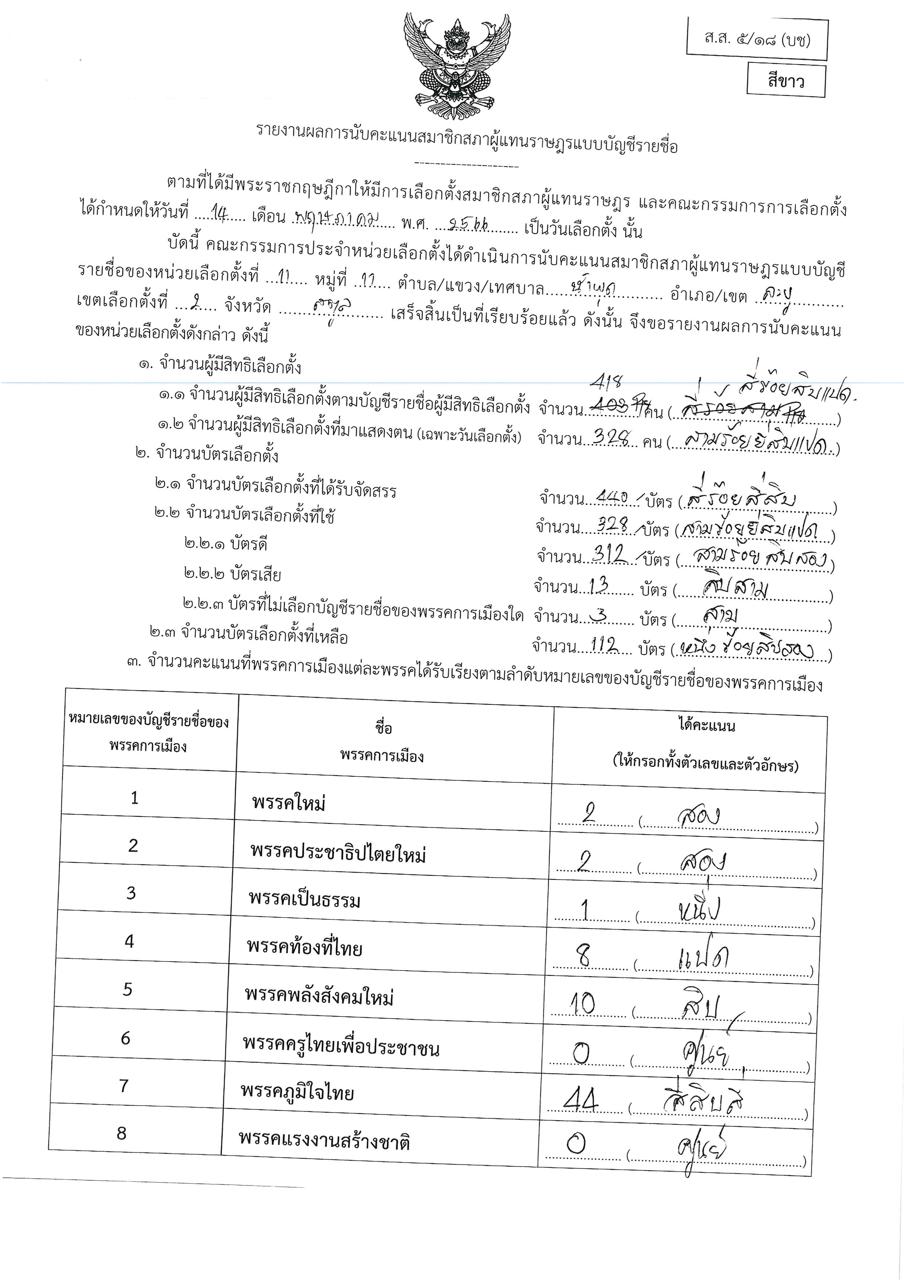 ส.ส. ๕/๑๘ (บช)
สีขาว
รายงานผลการนับคะแนนสมาชิกสภาผู้แทนราษฎรแบบบัญชีรายชื่อ
--------------------
ตามที่ได้มีพระราชกฤษฎีกาให้มีการเลือกตั้งสมาชิกสภาผู้แทนราษฎร และคณะกรรมการการเลือกตั้ง
ได้กำหนดให้วันที่ 14 เดือน พฤษภาคม พ.ศ. 2566 เป็นวันเลือกตั้ง นั้น
บัดนี้ คณะกรรมการประจำหน่วยเลือกตั้งได้ดำเนินการนับคะแนนสมาชิกสภาผู้แทนราษฎรแบบบัญชี
รายชื่อของหน่วยเลือกตั้งที่ 11 หมู่ที่ 11 ตำบล/แขวง/เทศบาล น้ำผุด อำเภอ/เขต ละงู
เขตเลือกตั้งที่ 2 จังหวัด สตูล เสร็จสิ้นเป็นที่เรียบร้อยแล้ว ดังนั้น จึงขอรายงานผลการนับคะแนน
ของหน่วยเลือกตั้งดังกล่าว ดังนี้
๑. จำนวนผู้มีสิทธิเลือกตั้ง
418 สี่ร้อยสิบแปด
๑.๑ จำนวนผู้มีสิทธิเลือกตั้งตามบัญชีรายชื่อผู้มีสิทธิเลือกตั้ง จำนวน 403 คน (สี่ร้อยสาม)
๑.๒ จำนวนผู้มีสิทธิเลือกตั้งที่มาแสดงตน (เฉพาะวันเลือกตั้ง) จำนวน 328 คน (สามร้อยยี่สิบแปด)
๒. จำนวนบัตรเลือกตั้ง
๒.๑ จำนวนบัตรเลือกตั้งที่ได้รับจัดสรร จำนวน 440 บัตร (สี่ร้อยสี่สิบ)
๒.๒ จำนวนบัตรเลือกตั้งที่ใช้ จำนวน 328 บัตร (สามร้อยยี่สิบแปด)
๒.๒.๑ บัตรดี จำนวน 312 บัตร (สามร้อยสิบสอง)
๒.๒.๒ บัตรเสีย จำนวน 13 บัตร (สิบสาม)
๒.๒.๓ บัตรที่ไม่เลือกบัญชีรายชื่อของพรรคการเมืองใด จำนวน 3 บัตร (สาม)
๒.๓ จำนวนบัตรเลือกตั้งที่เหลือ จำนวน 112 บัตร (หนึ่งร้อยสิบสอง)
๓. จำนวนคะแนนที่พรรคการเมืองแต่ละพรรคได้รับเรียงตามลำดับหมายเลขของบัญชีรายชื่อของพรรคการเมือง
หมายเลขของบัญชีรายชื่อของพรรคการเมือง ชื่อพรรคการเมือง ได้คะแนน (ให้กรอกทั้งตัวเลขและตัวอักษร)
1 พรรคใหม่ 2 (สอง)
2 พรรคประชาธิปไตยใหม่ 2 (สอง)
3 พรรคเป็นธรรม 1 (หนึ่ง)
4 พรรคท้องที่ไทย 8 (แปด)
5 พรรคพลังสังคมใหม่ 10 (สิบ)
6 พรรคครูไทยเพื่อประชาชน 0 (ศูนย์)
7 พรรคภูมิใจไทย 44 (สี่สิบสี่)
8 พรรคแรงงานสร้างชาติ 0 (ศูนย์)